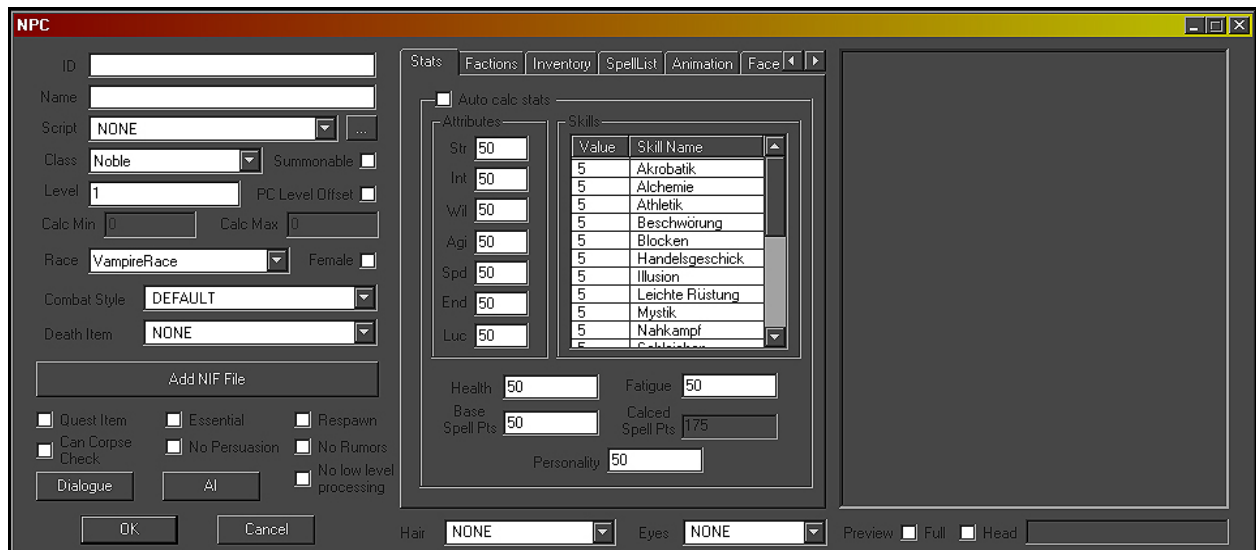 NPC
ID
Name
Script NONE ...
Class Noble Summonable
Level 1 PC Level Offset
Calc Min 0 Calc Max 0
Race VampireRace Female
Combat Style DEFAULT
Death Item NONE
Add NIF File
Quest Item Essential Respawn
Can Corpse Check No Persuasion No Rumors
No low level processing
Dialogue AI
OK Cancel
Stats Factions Inventory SpellList Animation Face
Auto calc stats
Attributes
Str 50
Int 50
Wil 50
Agi 50
Spd 50
End 50
Luc 50
Skills
Value Skill Name
5 Akrobatik
5 Alchemie
5 Athletik
5 Beschwörung
5 Blocken
5 Handelsgeschick
5 Illusion
5 Leichte Rüstung
5 Mystik
5 Nahkampf
5 Schleichen
Health 50 Fatigue 50
Base Spell Pts 50 Calced Spell Pts 175
Personality 50
Hair NONE Eyes NONE Preview Full Head